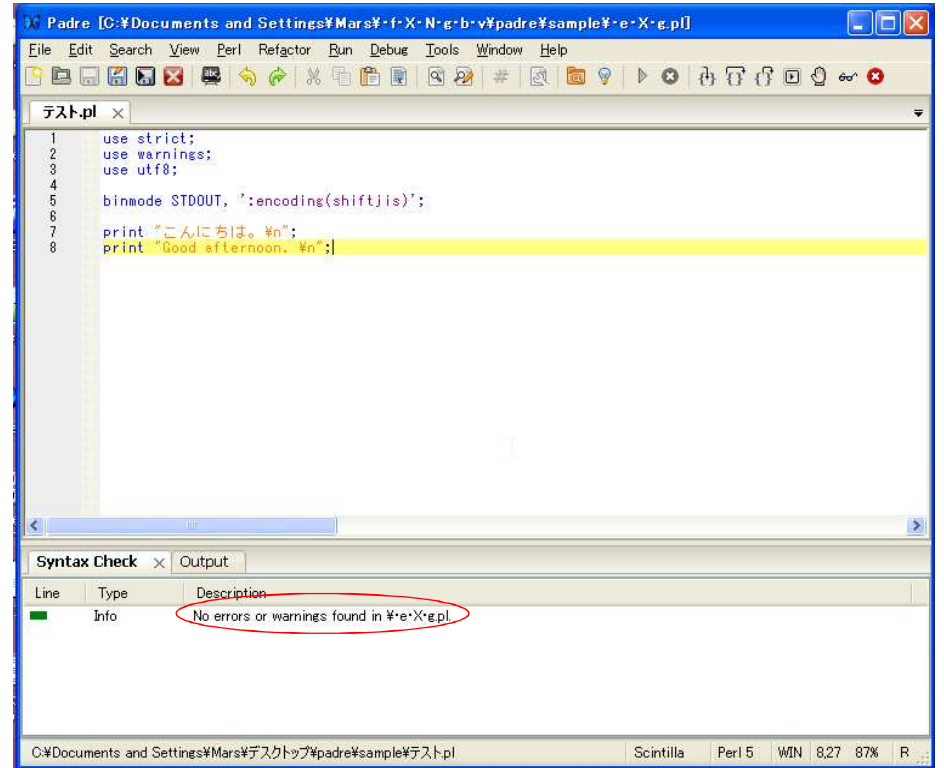 Padre [C:¥Documents and Settings¥Mars¥・f・X・N・g・b・v¥padre¥sample¥・e・X・g.pl]
File Edit Search View Perl Refactor Run Debug Tools Window Help
テスト.pl
1 use strict;
2 use warnings;
3 use utf8;
4
5 binmode STDOUT, ':encoding(shiftjis)';
6
7 print "こんにちは。¥n";
8 print "Good afternoon. ¥n";
Syntax Check Output
Line Type Description
Info No errors or warnings found in ¥・e・X・g.pl.
C:¥Documents and Settings¥Mars¥デスクトップ¥padre¥sample¥テスト.pl Scintilla Perl 5 WIN 8,27 87% R